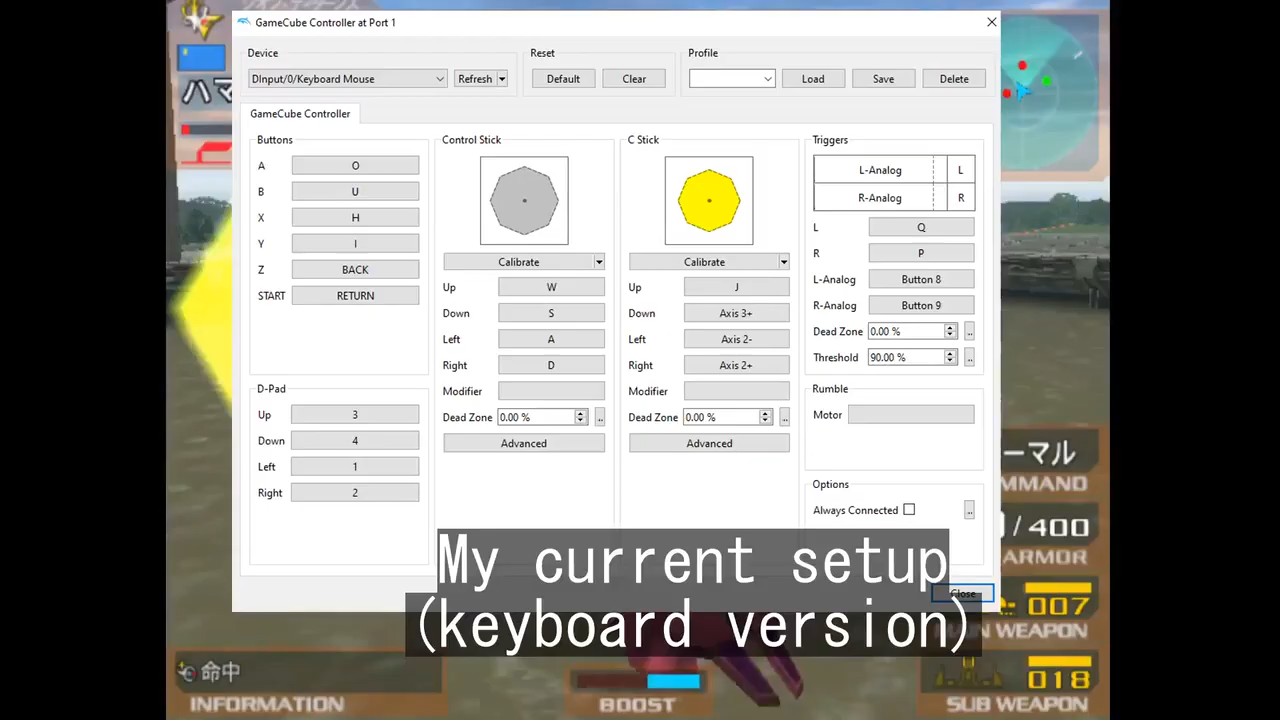 GameCube Controller at Port 1
Device
Reset
Profile
DInput/0/Keyboard Mouse
Refresh
Default
Clear
Load
Save
Delete
GameCube Controller
Buttons
A O
B U
X H
Y I
Z BACK
START RETURN
D-Pad
Up 3
Down 4
Left 1
Right 2
Control Stick
Calibrate
Up W
Down S
Left A
Right D
Modifier
Dead Zone 0.00 % ..
Advanced
C Stick
Calibrate
Up J
Down Axis 3+
Left Axis 2-
Right Axis 2+
Modifier
Dead Zone 0.00 % ..
Advanced
Triggers
L-Analog L
R-Analog R
L Q
R P
L-Analog Button 8
R-Analog Button 9
Dead Zone 0.00 % ..
Threshold 90.00 % ..
Rumble
Motor
Options
Always Connected ..
Close
My current setup
(keyboard version)
ハマ
ーマル
MMAND
/ 400
ARMOR
007
MAIN WEAPON
018
SUB WEAPON
命中
INFORMATION
BOOST